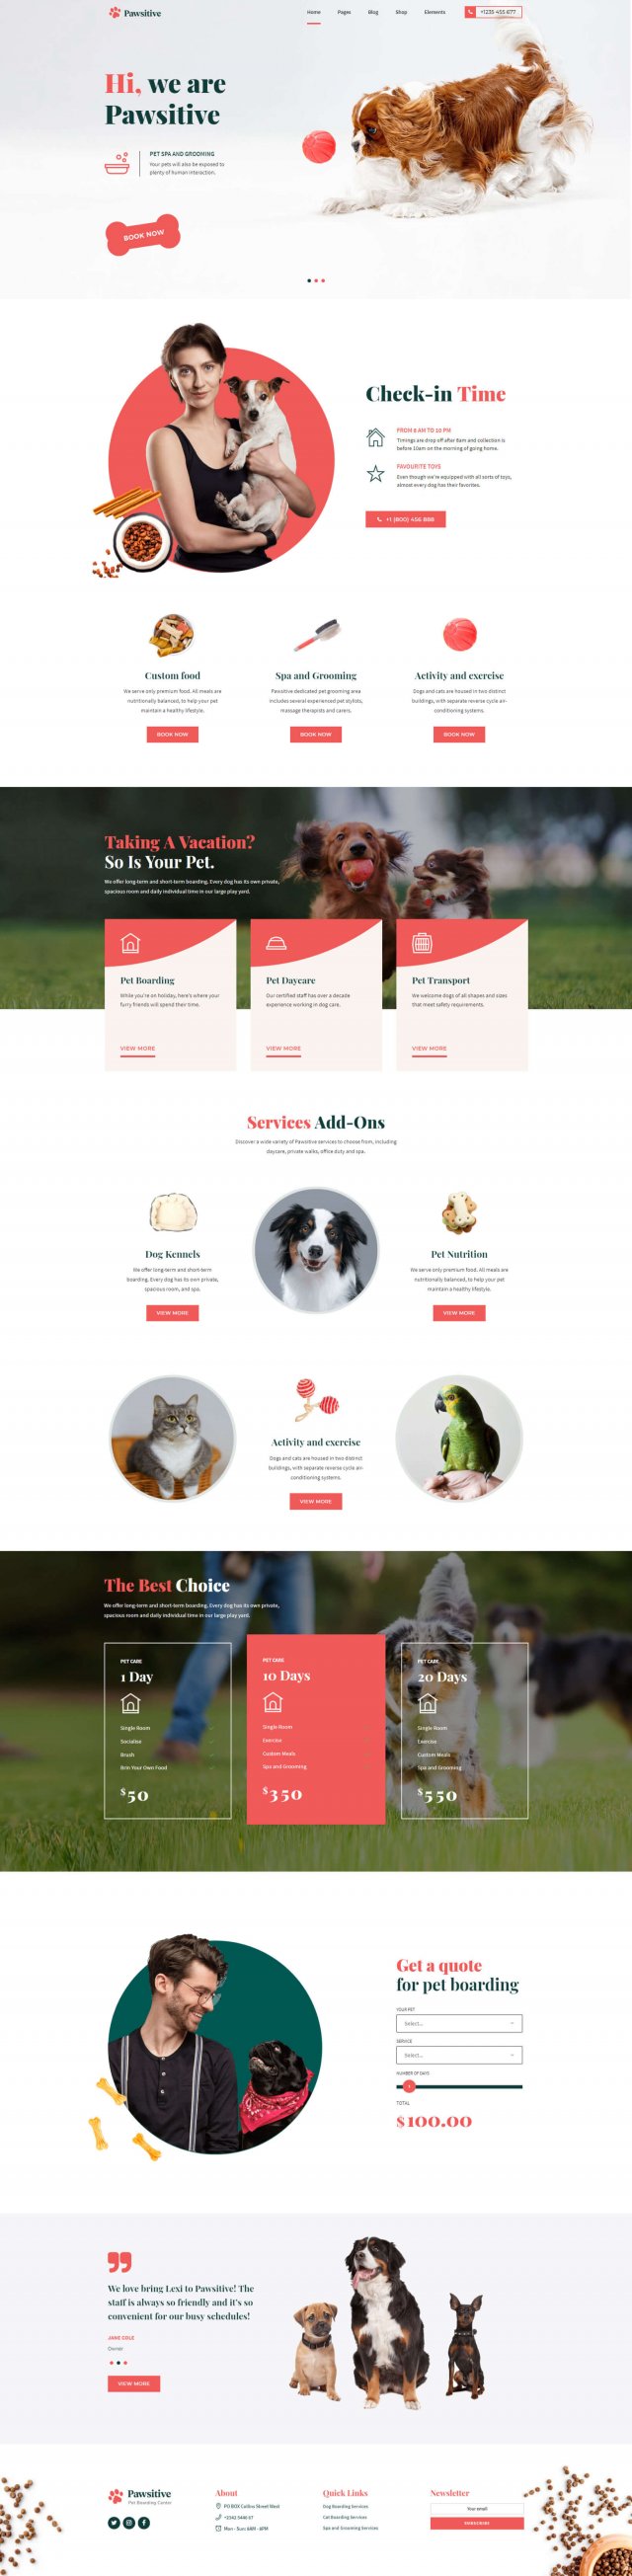 Pawsitive
Home Pages Blog Shop Elements
+1235 455 677
Hi, we are
Pawsitive
PET SPA AND GROOMING
Your pets will also be exposed to
plenty of human interaction.
BOOK NOW
Check-in Time
FROM 8 AM TO 10 PM
Timings are drop off after 8am and collection is
before 10am on the morning of going home.
FAVOURITE TOYS
Even though we're equipped with all sorts of toys,
almost every dog has their favorites.
+1 (800) 456 886
Custom food
We serve only premium food. All meals are
nutritionally balanced, to help your pet
maintain a healthy lifestyle.
BOOK NOW
Spa and Grooming
Pawsitive dedicated pet grooming area
includes several experienced pet stylists,
massage therapists and carers.
BOOK NOW
Activity and exercise
Dogs and cats are housed in two distinct
buildings, with separate reverse cycle air-
conditioning systems.
BOOK NOW
Taking A Vacation?
So Is Your Pet.
We offer long-term and short-term boarding. Every dog has its own private,
spacious room and daily individual time in our large play yard.
Pet Boarding
While you're on holiday, here's where your
furry friends will spend their time.
VIEW MORE
Pet Daycare
Our certified staff has over a decade
experience working in dog care.
VIEW MORE
Pet Transport
We welcome dogs of all shapes and sizes
that meet safety requirements.
VIEW MORE
Services Add-Ons
Discover a wide variety of Pawsitive services to choose from, including
daycare, private walks, office duty and spa.
Dog Kennels
We offer long-term and short-term
boarding. Every dog has its own private,
spacious room, and spa.
VIEW MORE
Pet Nutrition
We serve only premium food. All meals are
nutritionally balanced, to help your pet
maintain a healthy lifestyle.
VIEW MORE
Activity and exercise
Dogs and cats are housed in two distinct
buildings, with separate reverse cycle air-
conditioning systems.
VIEW MORE
The Best Choice
We offer long-term and short-term boarding. Every dog has its own private,
spacious room and daily individual time in our large play yard.
PET CARE
1 Day
Single Room
Socialise
Brush
Brin Your Own Food
$50
PET CARE
10 Days
Single Room
Exercise
Custom Meals
Spa and Grooming
$350
PET CARE
20 Days
Single Room
Exercise
Custom Meals
Spa and Grooming
$550
Get a quote
for pet boarding
YOUR PET
Select...
SERVICE
Select...
NUMBER OF DAYS
TOTAL
$100.00
We love bring Lexi to Pawsitive! The
staff is always so friendly and it's so
convenient for our busy schedules!
JANE COLE
Owner
VIEW MORE
Pawsitive
Pet Boarding Center
About
PO BOX Collins Street West
Mon - Sun: 8AM - 8PM
Quick Links
Dog Boarding Services
Cat Boarding Services
Spa and Grooming Services
Newsletter
Your email
SUBSCRIBE